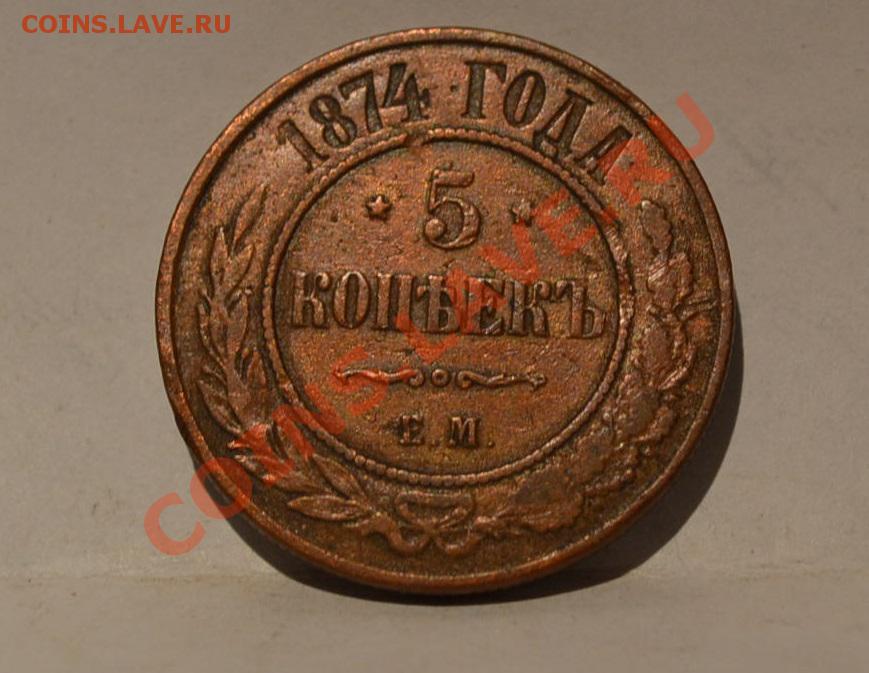 COINS.LAVE.RU
1874 ГОДА
5
КОПѢЕКЪ
Е.М.
COINS.LAVE.RU